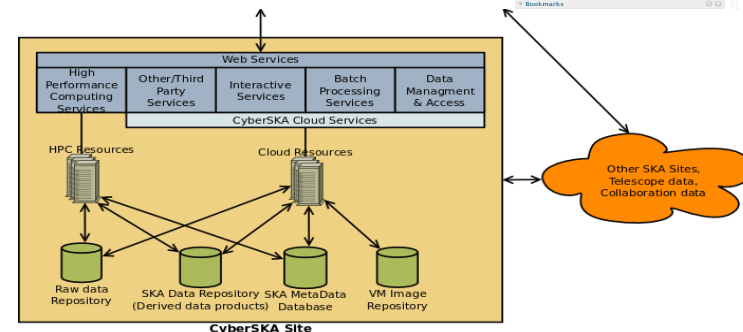 Bookmarks
Web Services
High
Performance
Computing
Services
Other/Third
Party
Services
Interactive
Services
Batch
Processing
Services
Data
Managment
& Access
CyberSKA Cloud Services
HPC Resources
Cloud Resources
Other SKA Sites,
Telescope data,
Collaboration data
Raw data
Repository
SKA Data Repository
(Derived data products)
SKA MetaData
Database
VM Image
Repository
CyberSKA Site